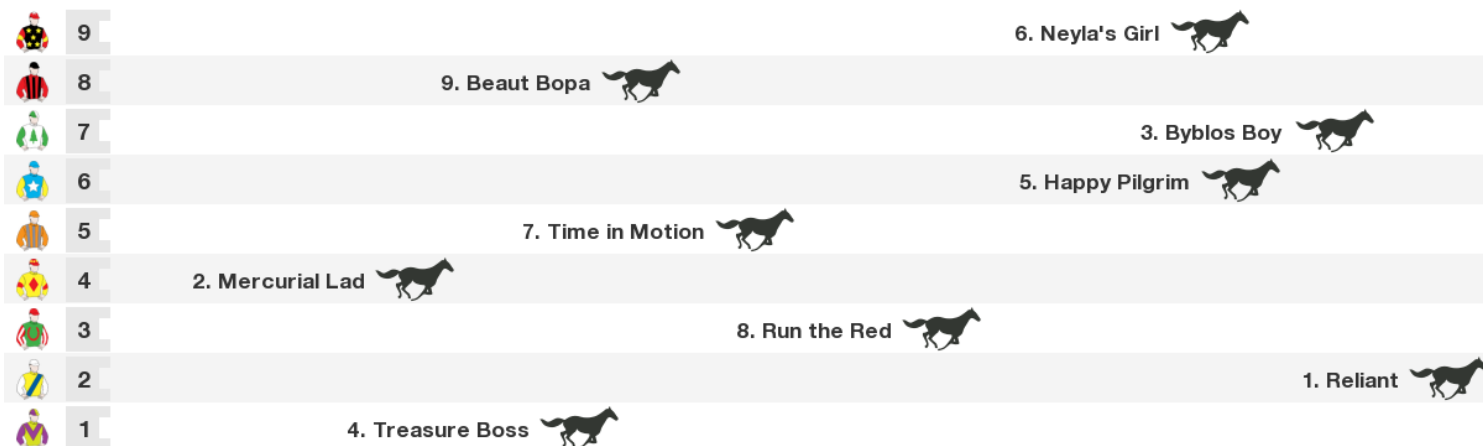 9 6. Neyla's Girl
8 9. Beaut Bopa
7 3. Byblos Boy
6 5. Happy Pilgrim
5 7. Time in Motion
4 2. Mercurial Lad
3 8. Run the Red
2 1. Reliant
1 4. Treasure Boss